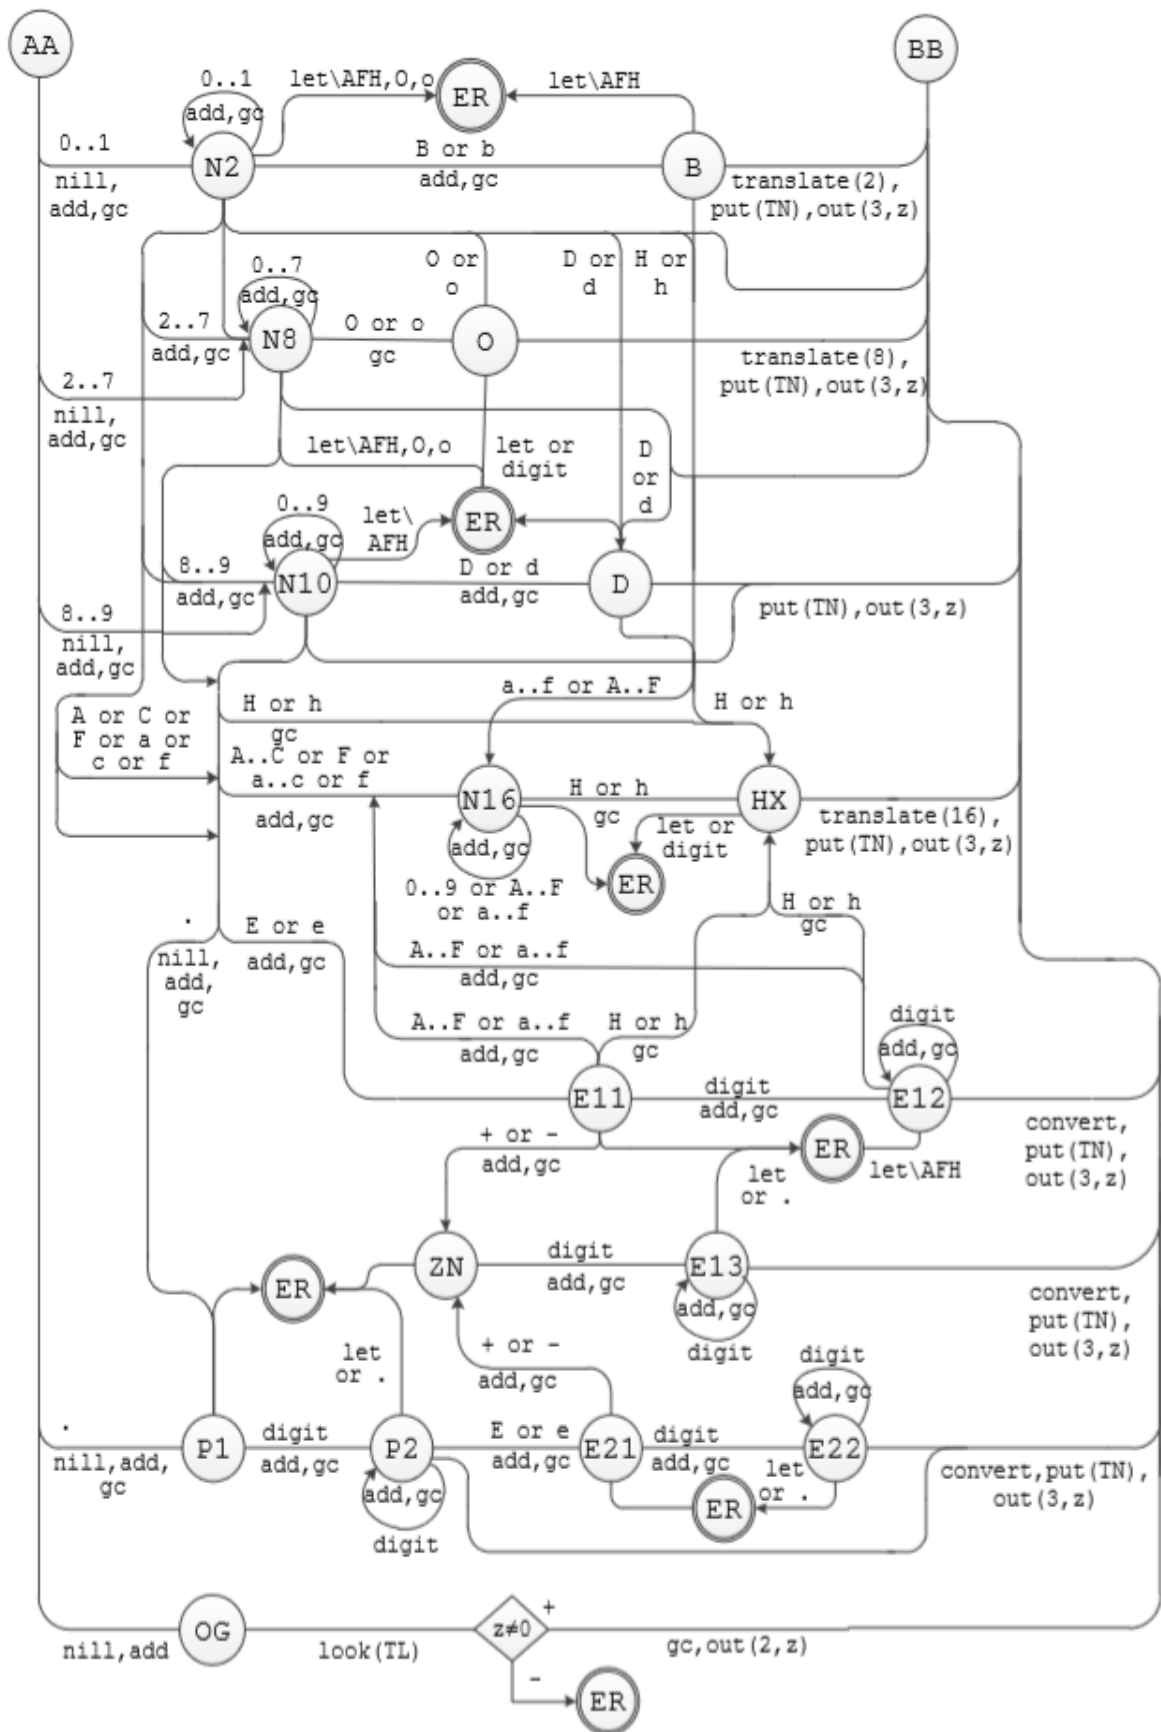 AA
BB
0..1
add,gc
let\AFH,O,o
ER
let\AFH
0..1
nill,
add,gc
N2
B or b
add,gc
B
translate(2),
put(TN),out(3,z)
O or
o
D or
d
H or
h
0..7
add,gc
2..7
add,gc
N8
O or o
gc
O
translate(8),
put(TN),out(3,z)
2..7
nill,
add,gc
let\AFH,O,o
let or
digit
D
or
d
0..9
add,gc
let\
AFH
ER
8..9
add,gc
N10
D or d
add,gc
D
put(TN),out(3,z)
8..9
nill,
add,gc
a..f or A..F
A or C or
F or a or
c or f
H or h
gc
H or h
A..C or F or
a..c or f
add,gc
N16
H or h
gc
HX
translate(16),
put(TN),out(3,z)
add,gc
let or
digit
0..9 or A..F
or a..f
ER
H or h
gc
.
nill,
add,
gc
E or e
add,gc
A..F or a..f
add,gc
A..F or a..f
add,gc
H or h
gc
digit
add,gc
E11
digit
add,gc
E12
convert,
put(TN),
out(3,z)
+ or -
add,gc
ER
let\AFH
let
or .
ZN
digit
add,gc
E13
add,gc
digit
ER
convert,
put(TN),
out(3,z)
let
or .
+ or -
add,gc
digit
add,gc
.
nill,add,
gc
P1
digit
add,gc
P2
add,gc
digit
E or e
add,gc
E21
digit
add,gc
E22
let
or .
ER
convert,put(TN),
out(3,z)
nill,add
OG
look(TL)
z≠0
+
gc,out(2,z)
-
ER